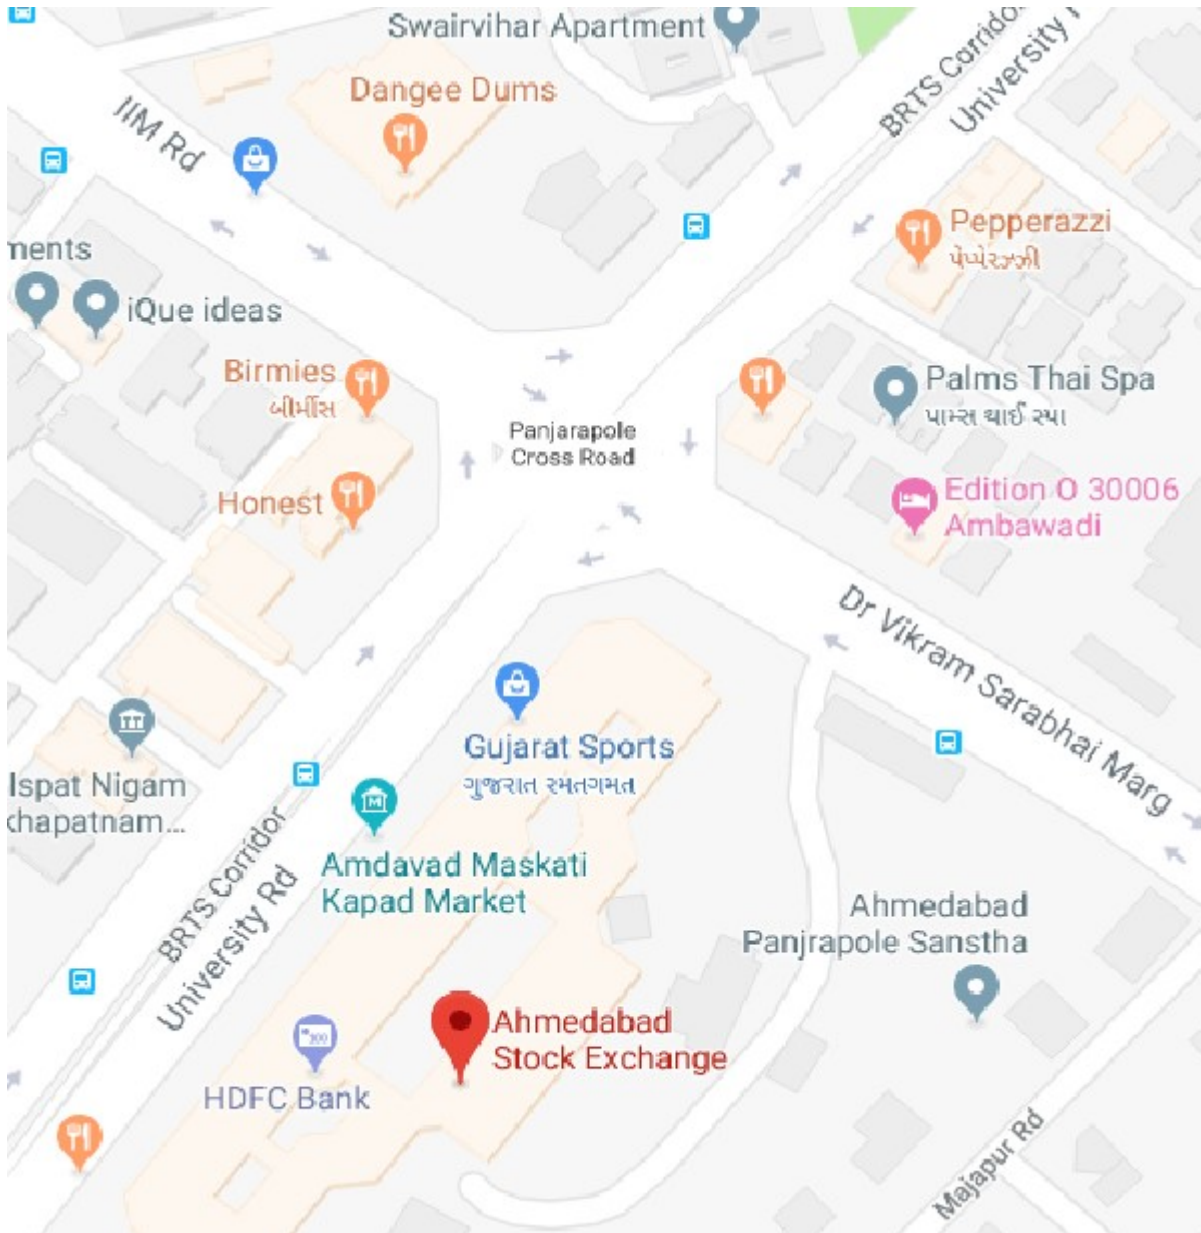 Swairvihar Apartment
Dangee Dums
BRTS Corridor
University R
IIM Rd
Pepperazzi
પેપ્પેરાઝી
ments
iQue ideas
Birmies
બીર્મીસ
Palms Thai Spa
પામ્સ થાઈ સ્પા
Panjarapole
Cross Road
Honest
Edition O 30006
Ambawadi
Dr Vikram Sarabhai Marg
Gujarat Sports
ગુજરાત રમતગમત
Ispat Nigam
khapatnam...
BRTS Corridor
University Rd
Amdavad Maskati
Kapad Market
Ahmedabad
Panjrapole Sanstha
Ahmedabad
Stock Exchange
HDFC Bank
Majapur Rd